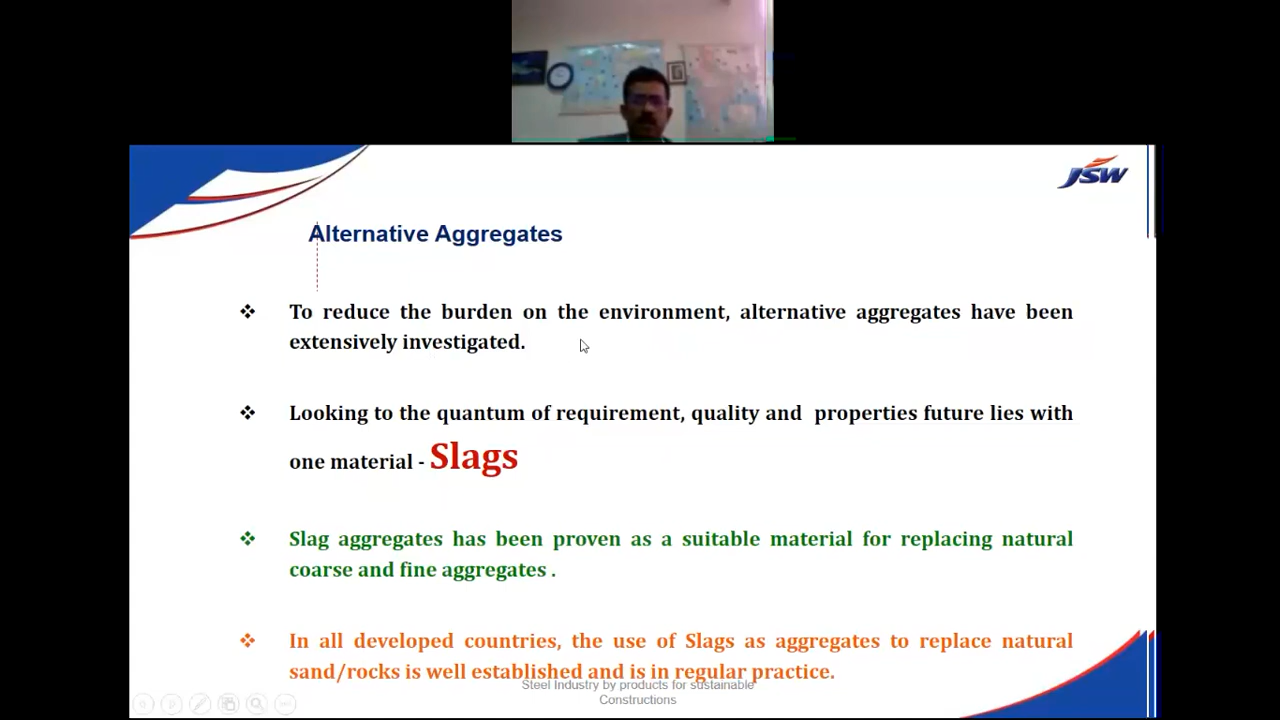 JSW
Alternative Aggregates
❖ To reduce the burden on the environment, alternative aggregates have been
extensively investigated.
❖ Looking to the quantum of requirement, quality and properties future lies with
one material - Slags
❖ Slag aggregates has been proven as a suitable material for replacing natural
coarse and fine aggregates .
❖ In all developed countries, the use of Slags as aggregates to replace natural
sand/rocks is well established and is in regular practice.
Steel Industry by products for sustainable
Constructions